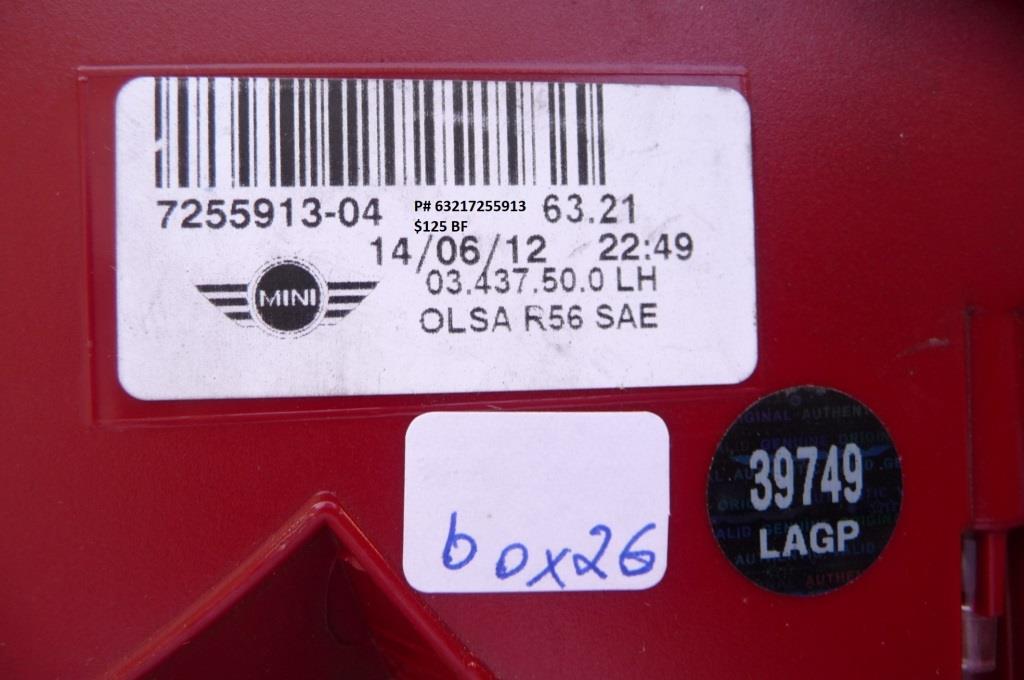 7255913-04 P# 63217255913 63.21
$125 BF
14/06/12 22:49
03.437.50.0 LH
MINI
OLSA R56 SAE
box26
39749
LAGP